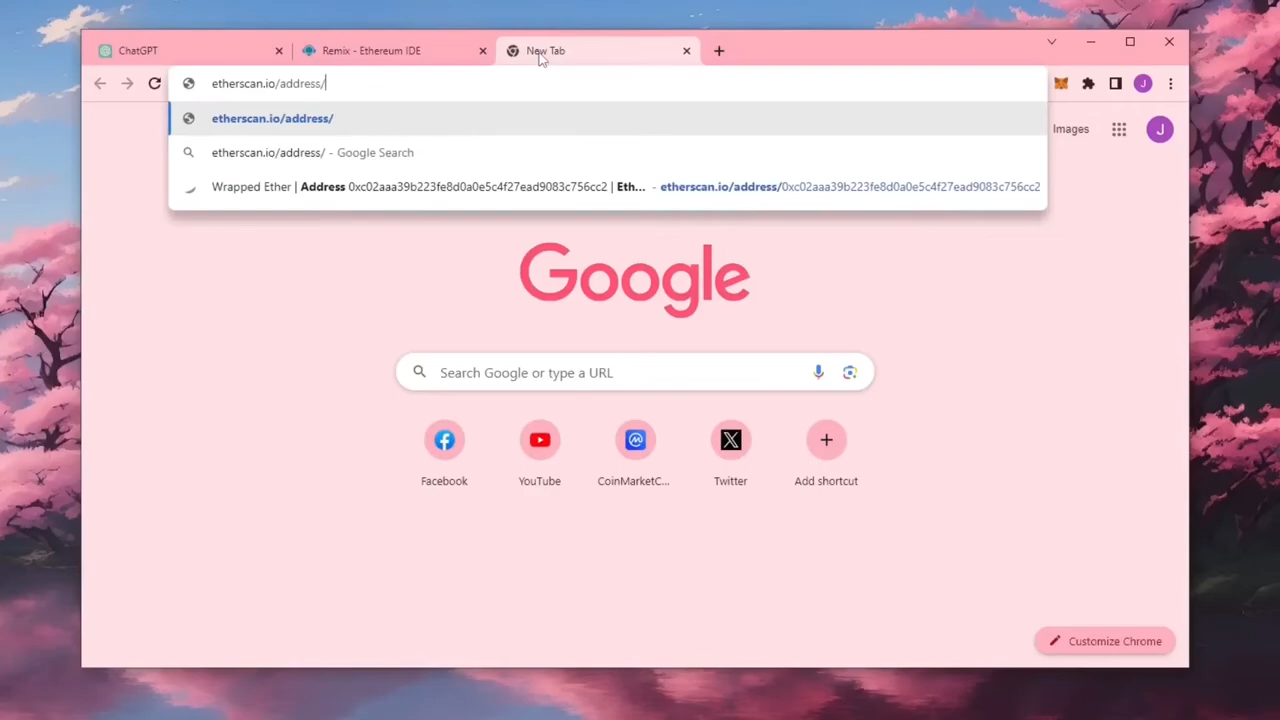 ChatGPT
Remix - Ethereum IDE
New Tab
etherscan.io/address/
J
etherscan.io/address/
etherscan.io/address/ - Google Search
Wrapped Ether | Address 0xc02aaa39b223fe8d0a0e5c4f27ead9083c756cc2 | Eth... - etherscan.io/address/0xc02aaa39b223fe8d0a0e5c4f27ead9083c756cc2
Images
J
Google
Search Google or type a URL
Facebook
YouTube
CoinMarketC...
Twitter
Add shortcut
Customize Chrome